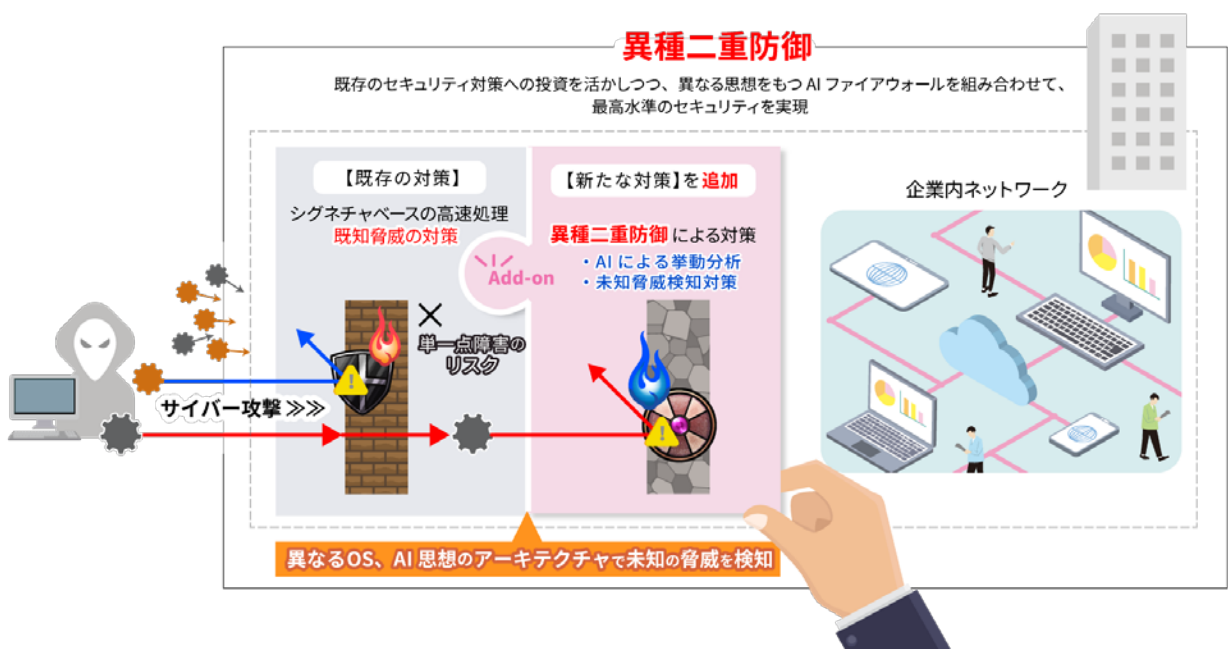 異種二重防御
既存のセキュリティ対策への投資を活かしつつ、異なる思想をもつ AI ファイアウォールを組み合わせて、
最高水準のセキュリティを実現
【既存の対策】
シグネチャベースの高速処理
既知脅威の対策
Add-on
【新たな対策】を追加
異種二重防御による対策
・AI による挙動分析
・未知脅威検知対策
企業内ネットワーク
×
単一点障害の
リスク
サイバー攻撃 ≫≫
異なるOS、AI 思想のアーキテクチャで未知の脅威を検知